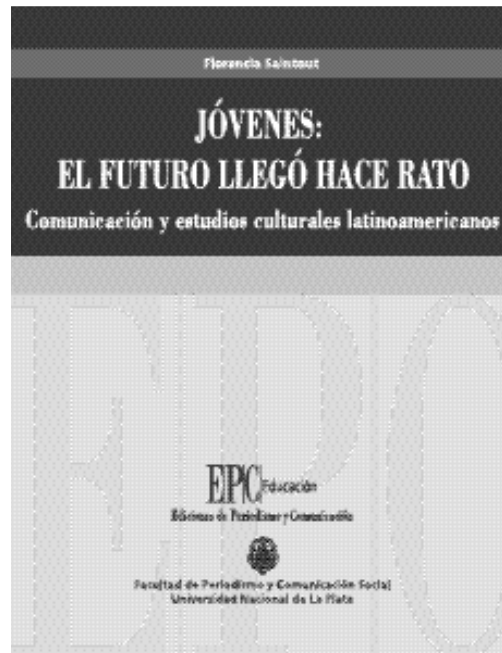 Florencia Saintout
JÓVENES:
EL FUTURO LLEGÓ HACE RATO
Comunicación y estudios culturales latinoamericanos
EPC
EPC Educación
Ediciones de Periodismo y Comunicación
Facultad de Periodismo y Comunicación Social
Universidad Nacional de La Plata